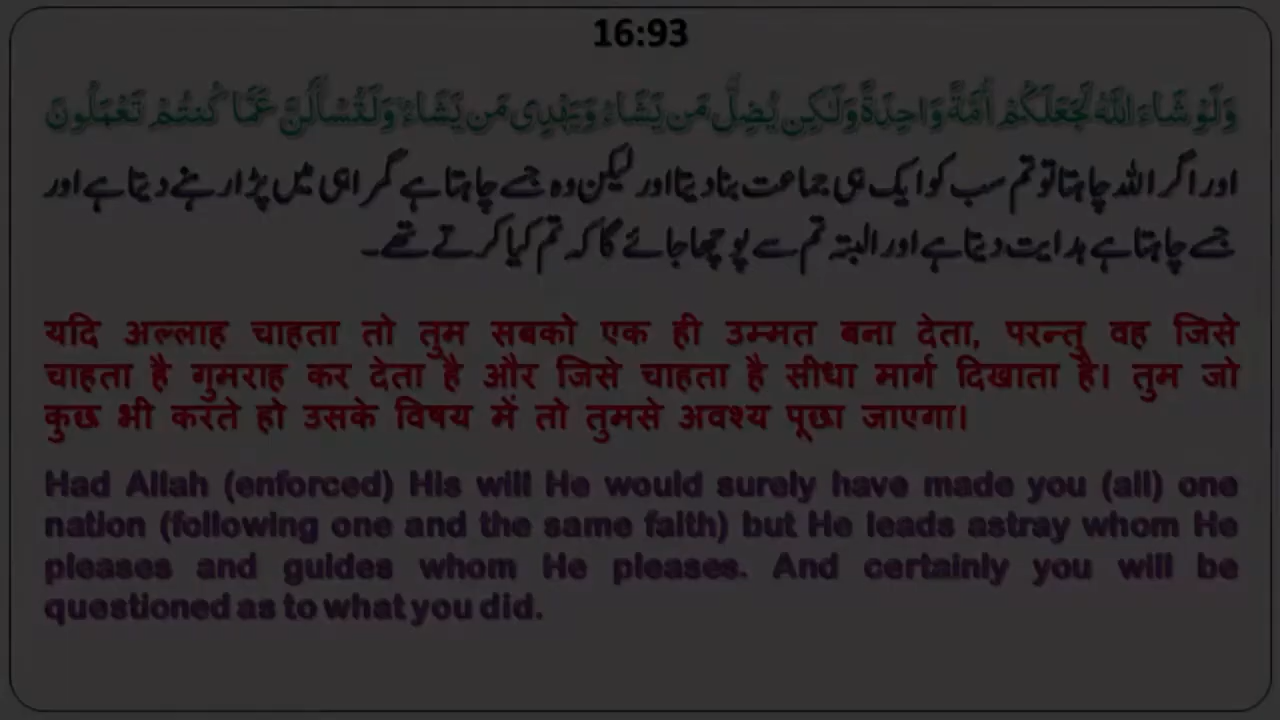 16:93
وَلَوْ شَاءَ اللَّهُ لَجَعَلَكُمْ أُمَّةً وَاحِدَةً وَلَٰكِن يُضِلُّ مَن يَشَاءُ وَيَهْدِي مَن يَشَاءُ وَلَتُسْأَلُنَّ عَمَّا كُنتُمْ تَعْمَلُونَ
اور اگر اللہ چاہتا تو تم سب کو ایک ہی جماعت بنا دیتا اور لیکن وہ جسے چاہتا ہے گمراہی میں پڑا رہنے دیتا ہے اور
جسے چاہتا ہے ہدایت دیتا ہے اور البتہ تم سے پوچھا جائے گا کہ تم کیا کرتے تھے۔
यदि अल्लाह चाहता तो तुम सबको एक ही उम्मत बना देता, परन्तु वह जिसे
चाहता है गुमराह कर देता है और जिसे चाहता है सीधा मार्ग दिखाता है। तुम जो
कुछ भी करते हो उसके विषय में तो तुमसे अवश्य पूछा जाएगा।
Had Allah (enforced) His will He would surely have made you (all) one
nation (following one and the same faith) but He leads astray whom He
pleases and guides whom He pleases. And certainly you will be
questioned as to what you did.